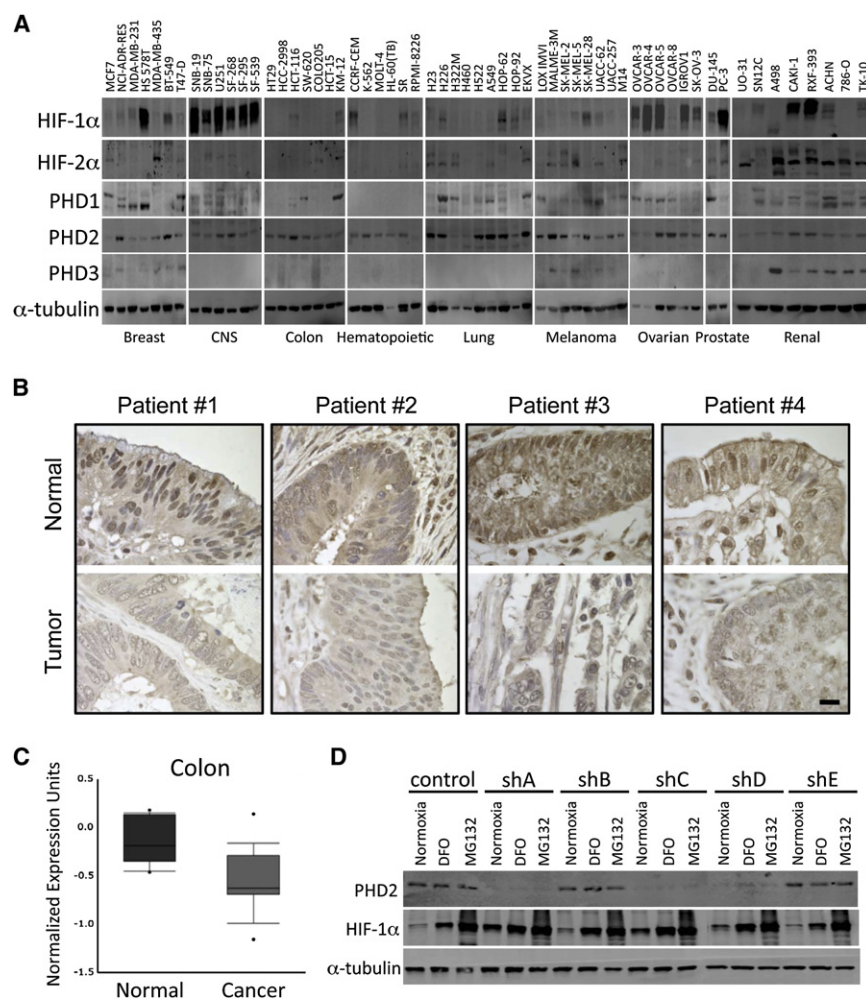 A
MCF7 NCI-ADR-RES MDA-MB-231 HS 578T MDA-MB-435 BT-549 T47-D SNB-19 SNB-75 U251 SF-268 SF-295 SF-539 HT29 HCC-2998 HCT-116 SW-620 COLO205 HCT-15 KM-12 CCRF-CEM K-562 MOLT-4 HL-60(TB) SR RPMI-8226 H23 H226 H322M H460 H522 A549 HOP-62 HOP-92 EKVX LOX IMVI MALME-3M SK-MEL-2 SK-MEL-5 SK-MEL-28 UACC-62 UACC-257 M14 OVCAR-3 OVCAR-4 OVCAR-5 OVCAR-8 IGROV1 SK-OV-3 DU-145 PC-3 UO-31 SN12C A498 CAKI-1 RXF-393 ACHN 786-O TK-10
HIF-1α
HIF-2α
PHD1
PHD2
PHD3
α-tubulin
Breast CNS Colon Hematopoietic Lung Melanoma Ovarian Prostate Renal
B
Patient #1 Patient #2 Patient #3 Patient #4
Normal
Tumor
C
Colon
Normalized Expression Units
0.5
0.0
-0.5
-1.0
-1.5
Normal Cancer
D
control shA shB shC shD shE
Normoxia DFO MG132 Normoxia DFO MG132 Normoxia DFO MG132 Normoxia DFO MG132 Normoxia DFO MG132 Normoxia DFO MG132
PHD2
HIF-1α
α-tubulin